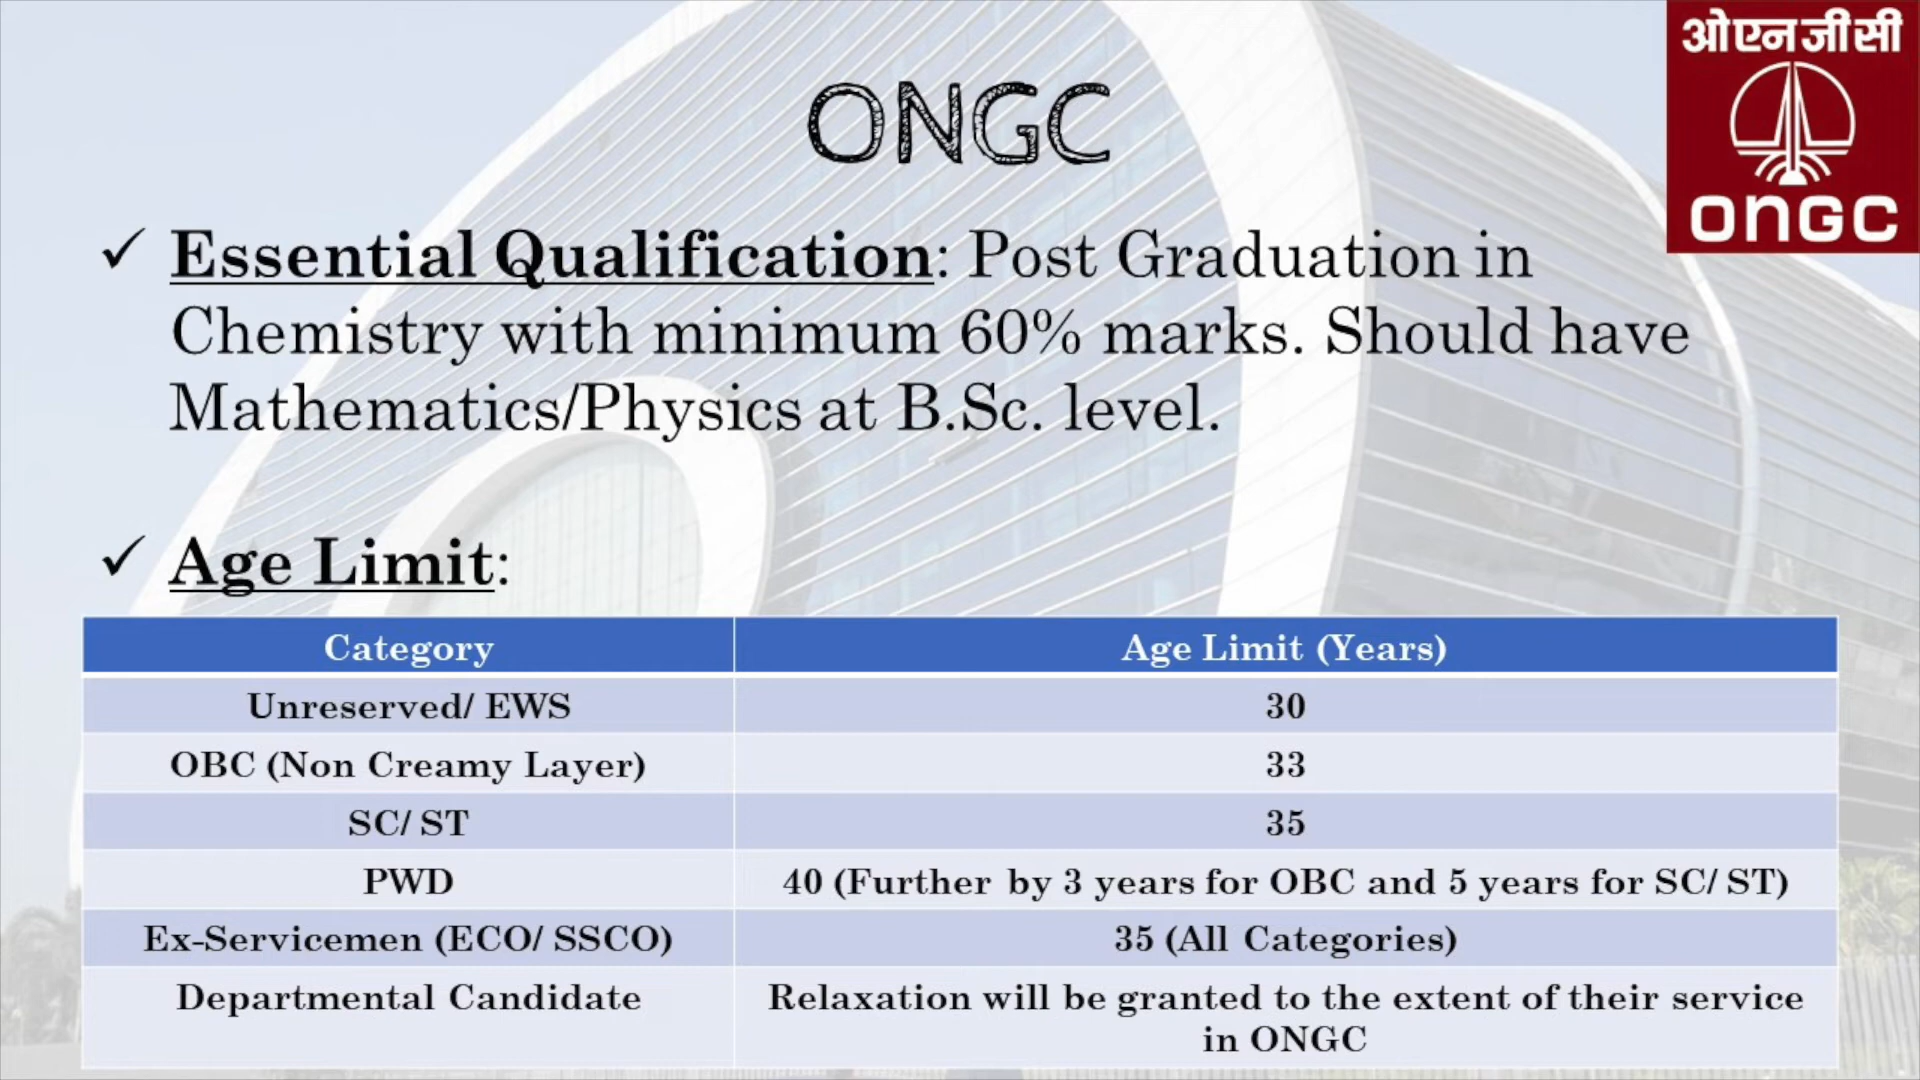 ओएनजीसी
ONGC
ONGC
✓ Essential Qualification: Post Graduation in
Chemistry with minimum 60% marks. Should have
Mathematics/Physics at B.Sc. level.
✓ Age Limit:
Category Age Limit (Years)
Unreserved/ EWS 30
OBC (Non Creamy Layer) 33
SC/ ST 35
PWD 40 (Further by 3 years for OBC and 5 years for SC/ ST)
Ex-Servicemen (ECO/ SSCO) 35 (All Categories)
Departmental Candidate Relaxation will be granted to the extent of their service
in ONGC